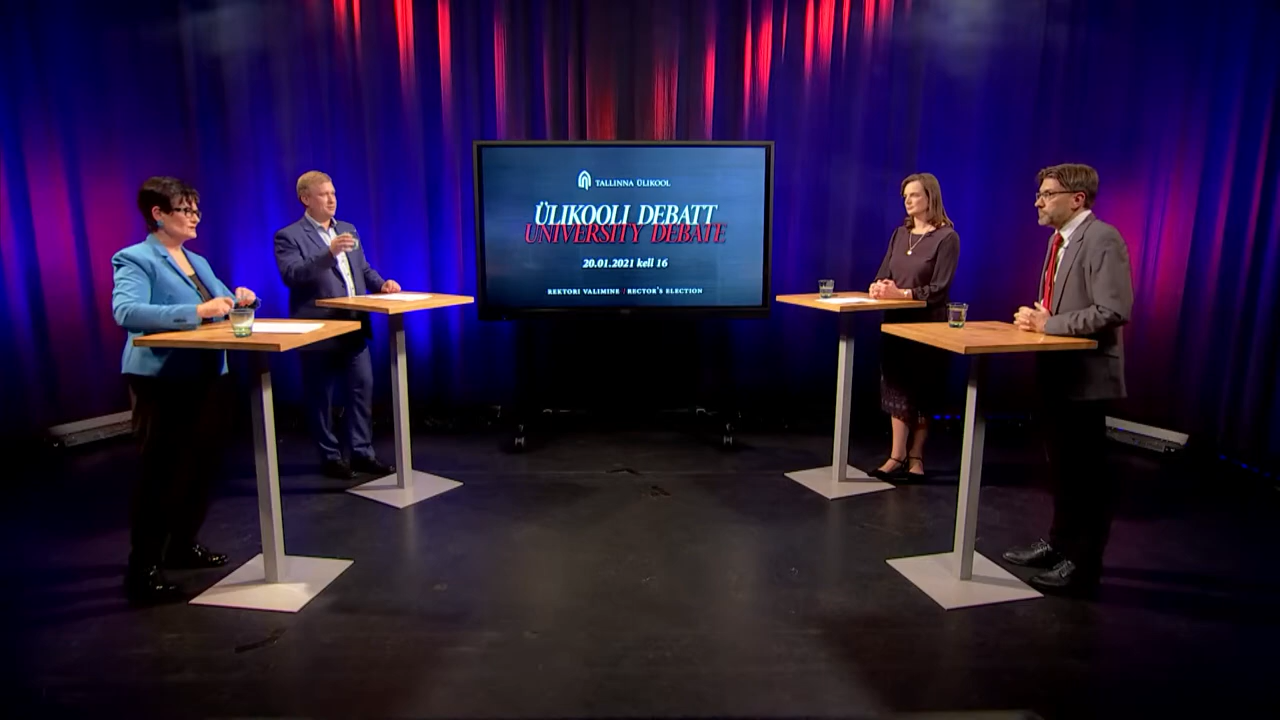 TALLINNA ÜLIKOOL
ÜLIKOOLI DEBATT
UNIVERSITY DEBATE
20.01.2021 kell 16
REKTORI VALIMINE / RECTOR'S ELECTION